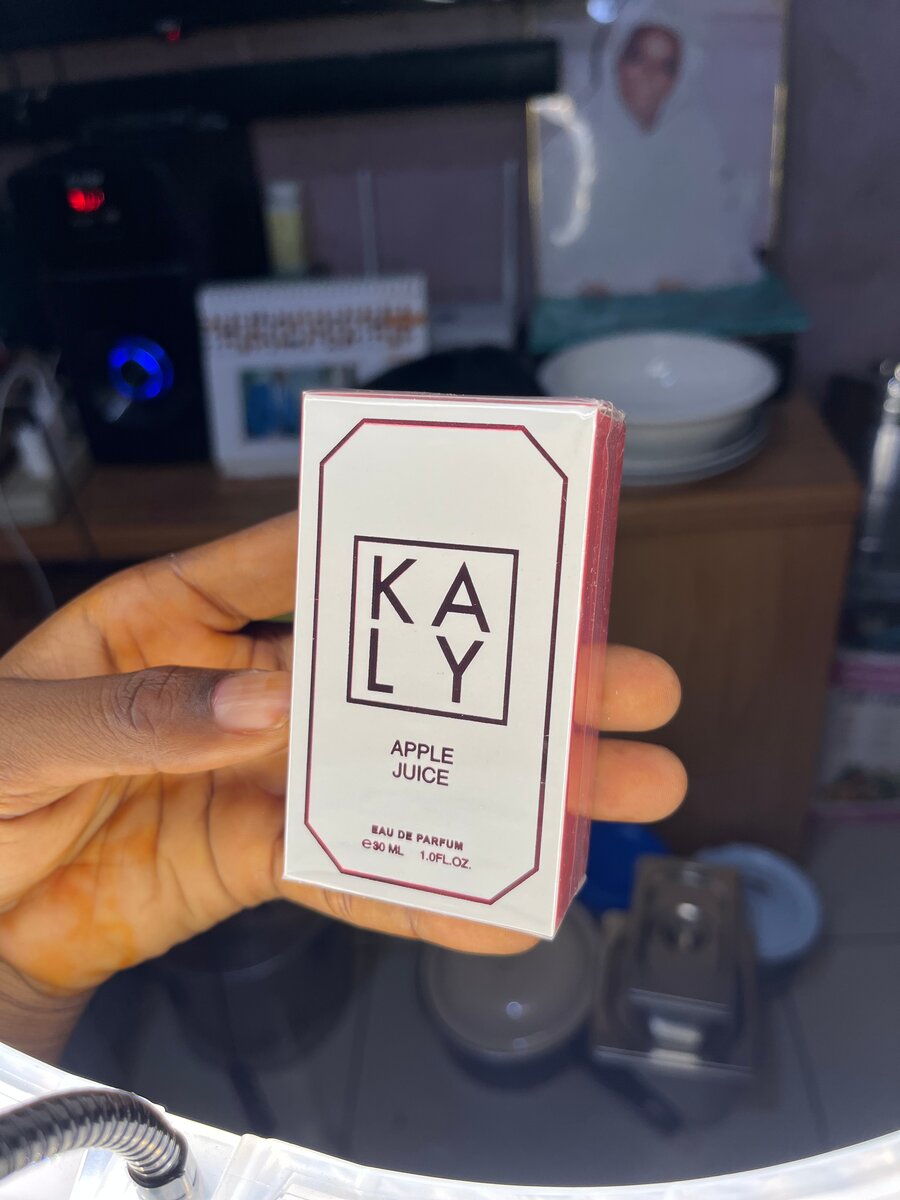 KA
LY
APPLE
JUICE
EAU DE PARFUM
℮30 ML 1.0FL.OZ.